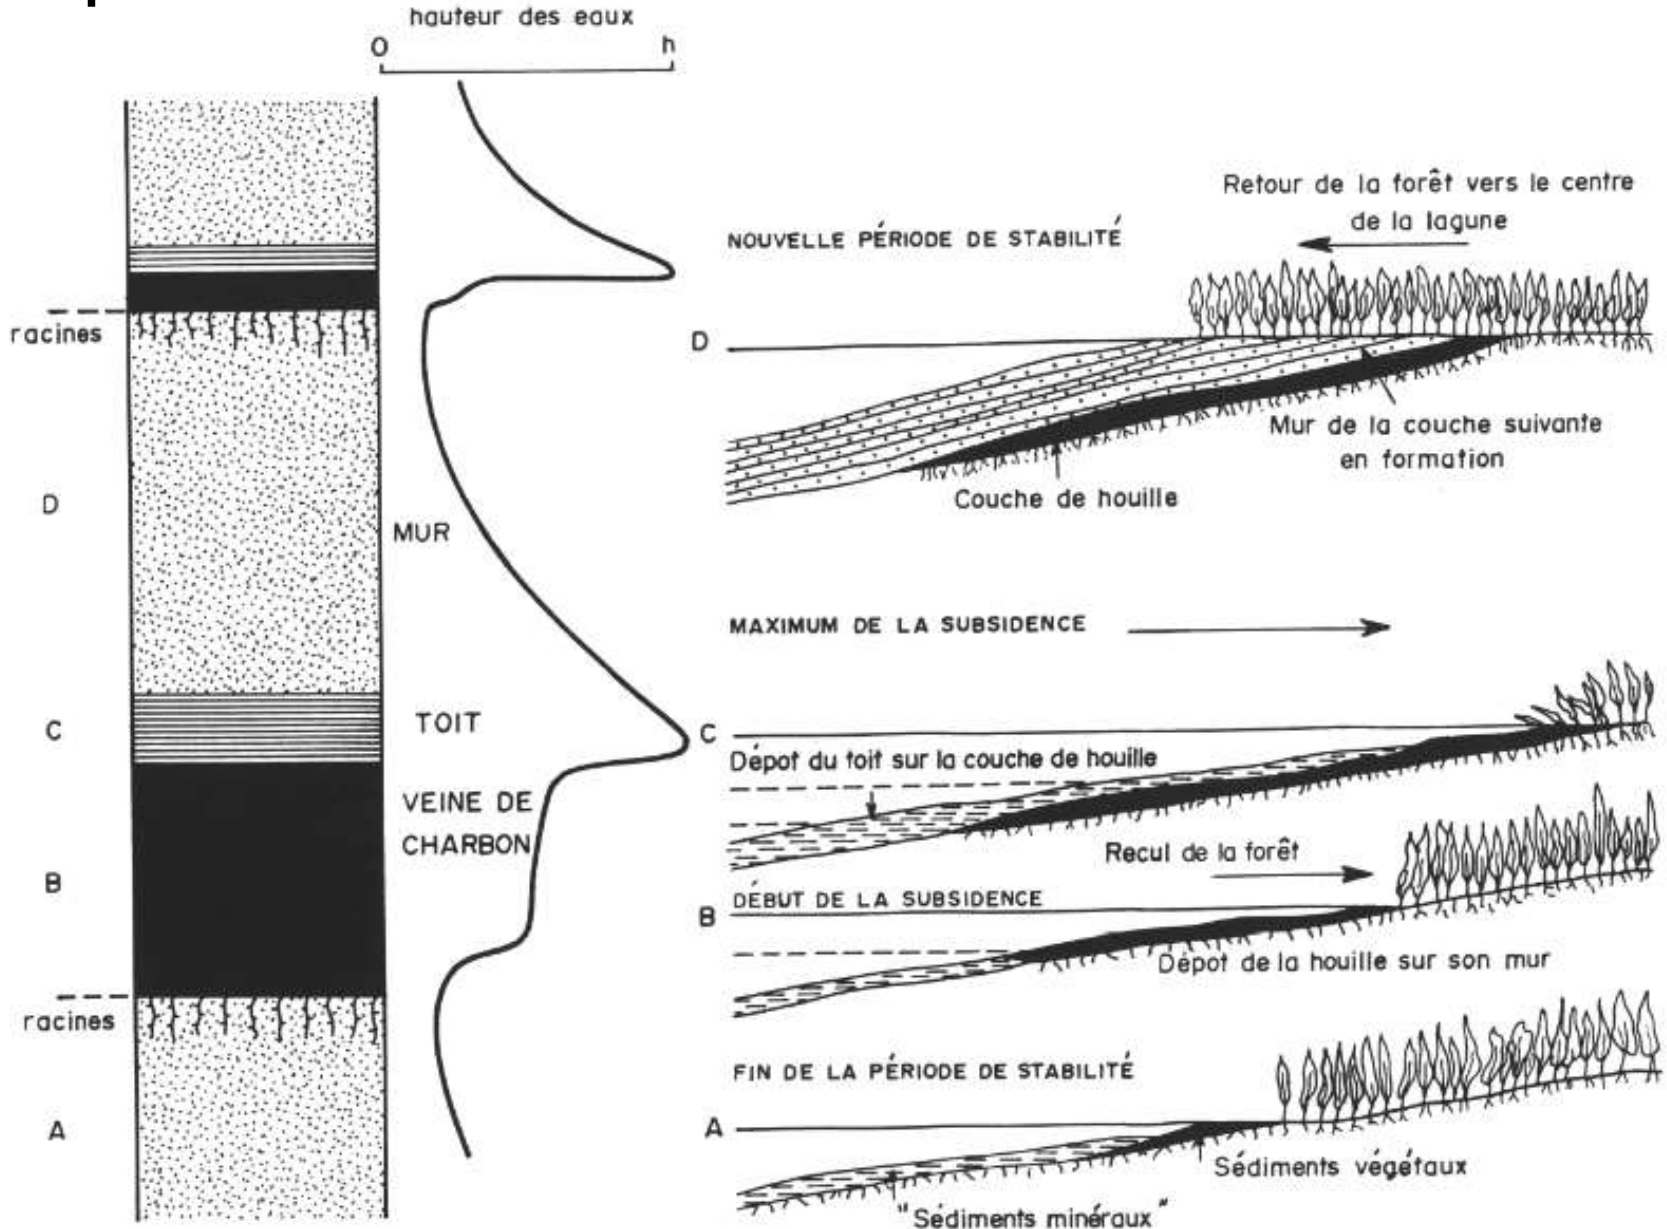 hauteur des eaux
O h
racines
D
MUR
C
TOIT
VEINE DE
CHARBON
B
racines
A
Retour de la forêt vers le centre
de la lagune
NOUVELLE PÉRIODE DE STABILITÉ
D
Mur de la couche suivante
en formation
Couche de houille
MAXIMUM DE LA SUBSIDENCE
C
Dépot du toit sur la couche de houille
Recul de la forêt
DÉBUT DE LA SUBSIDENCE
B
Dépot de la houille sur son mur
FIN DE LA PÉRIODE DE STABILITÉ
A
Sédiments végétaux
"Sédiments minéraux"